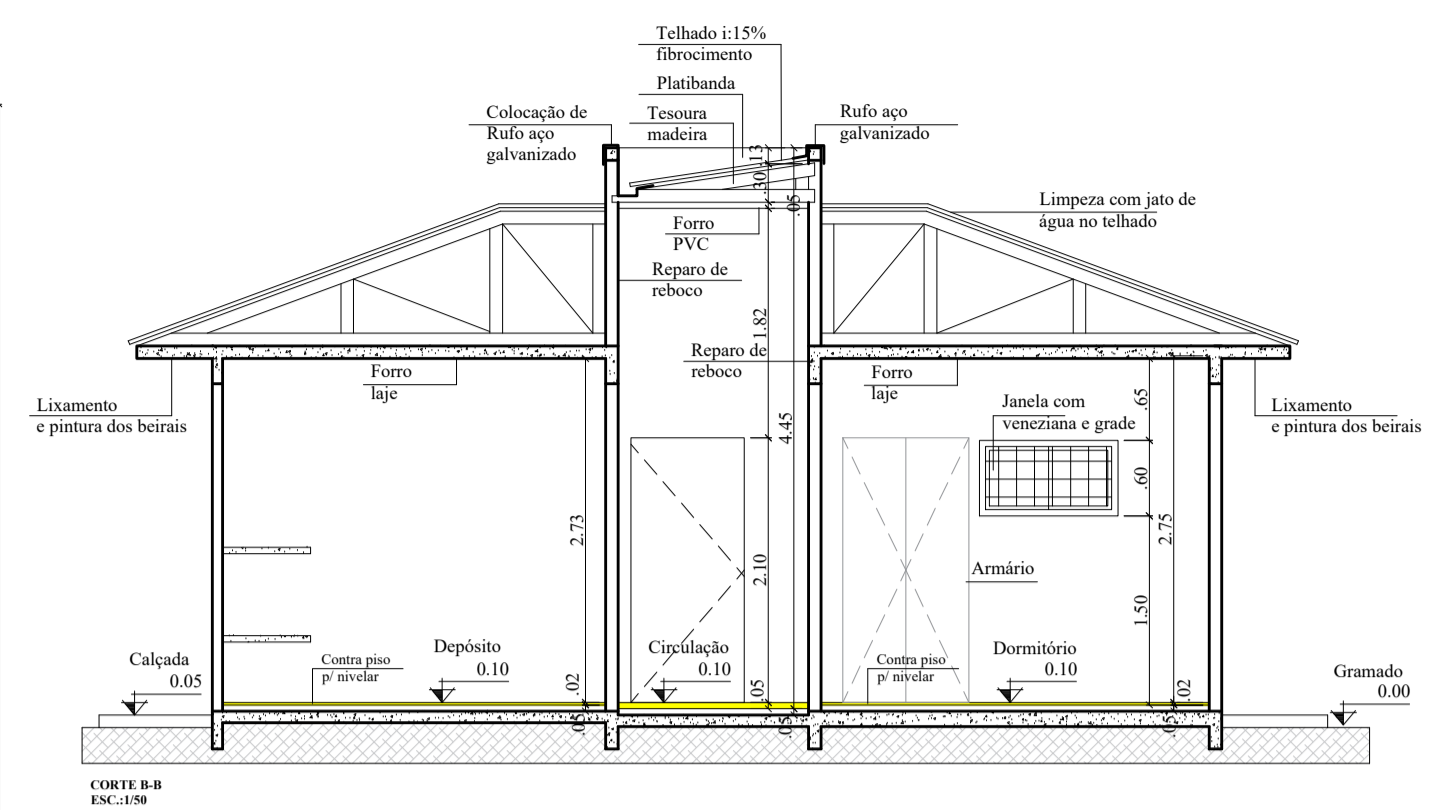 Telhado i:15%
fibrocimento
Platibanda
Colocação de
Rufo aço
galvanizado
Tesoura
madeira
Rufo aço
galvanizado
.13
.30
.05
Limpeza com jato de
água no telhado
Forro
PVC
Reparo de
reboco
1.82
Reparo de
reboco
Forro
laje
Forro
laje
Lixamento
e pintura dos beirais
Janela com
veneziana e grade
.65
Lixamento
e pintura dos beirais
4.45
.60
2.73
2.75
2.10
Armário
1.50
Calçada
0.05
Contra piso
p/ nivelar
Depósito
0.10
.02
.05
Circulação
0.10
.05
.05
Contra piso
p/ nivelar
Dormitório
0.10
.02
.05
Gramado
0.00
CORTE B-B
ESC.:1/50